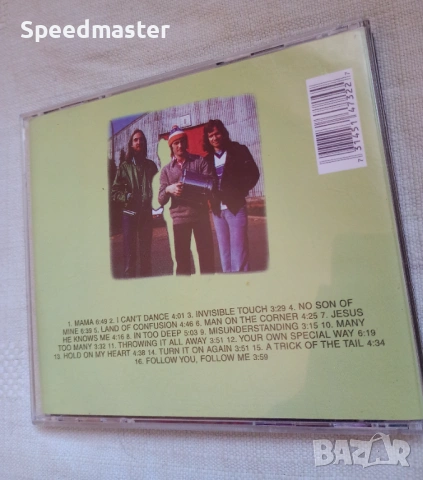 Speedmaster
7 31451 47322 7
1. MAMA 6:49 2. I CAN'T DANCE 4:01 3. INVISIBLE TOUCH 3:29 4. NO SON OF
MINE 6:39 5. LAND OF CONFUSION 4:46 6. MAN ON THE CORNER 4:25 7. JESUS
HE KNOWS ME 4:16 8. IN TOO DEEP 5:03 9. MISUNDERSTANDING 3:15 10. MANY
TOO MANY 3:32 11. THROWING IT ALL AWAY 3:51 12. YOUR OWN SPECIAL WAY 6:19
13. HOLD ON MY HEART 4:38 14. TURN IT ON AGAIN 3:51 15. A TRICK OF THE TAIL 4:34
16. FOLLOW YOU, FOLLOW ME 3:59
BAZAR